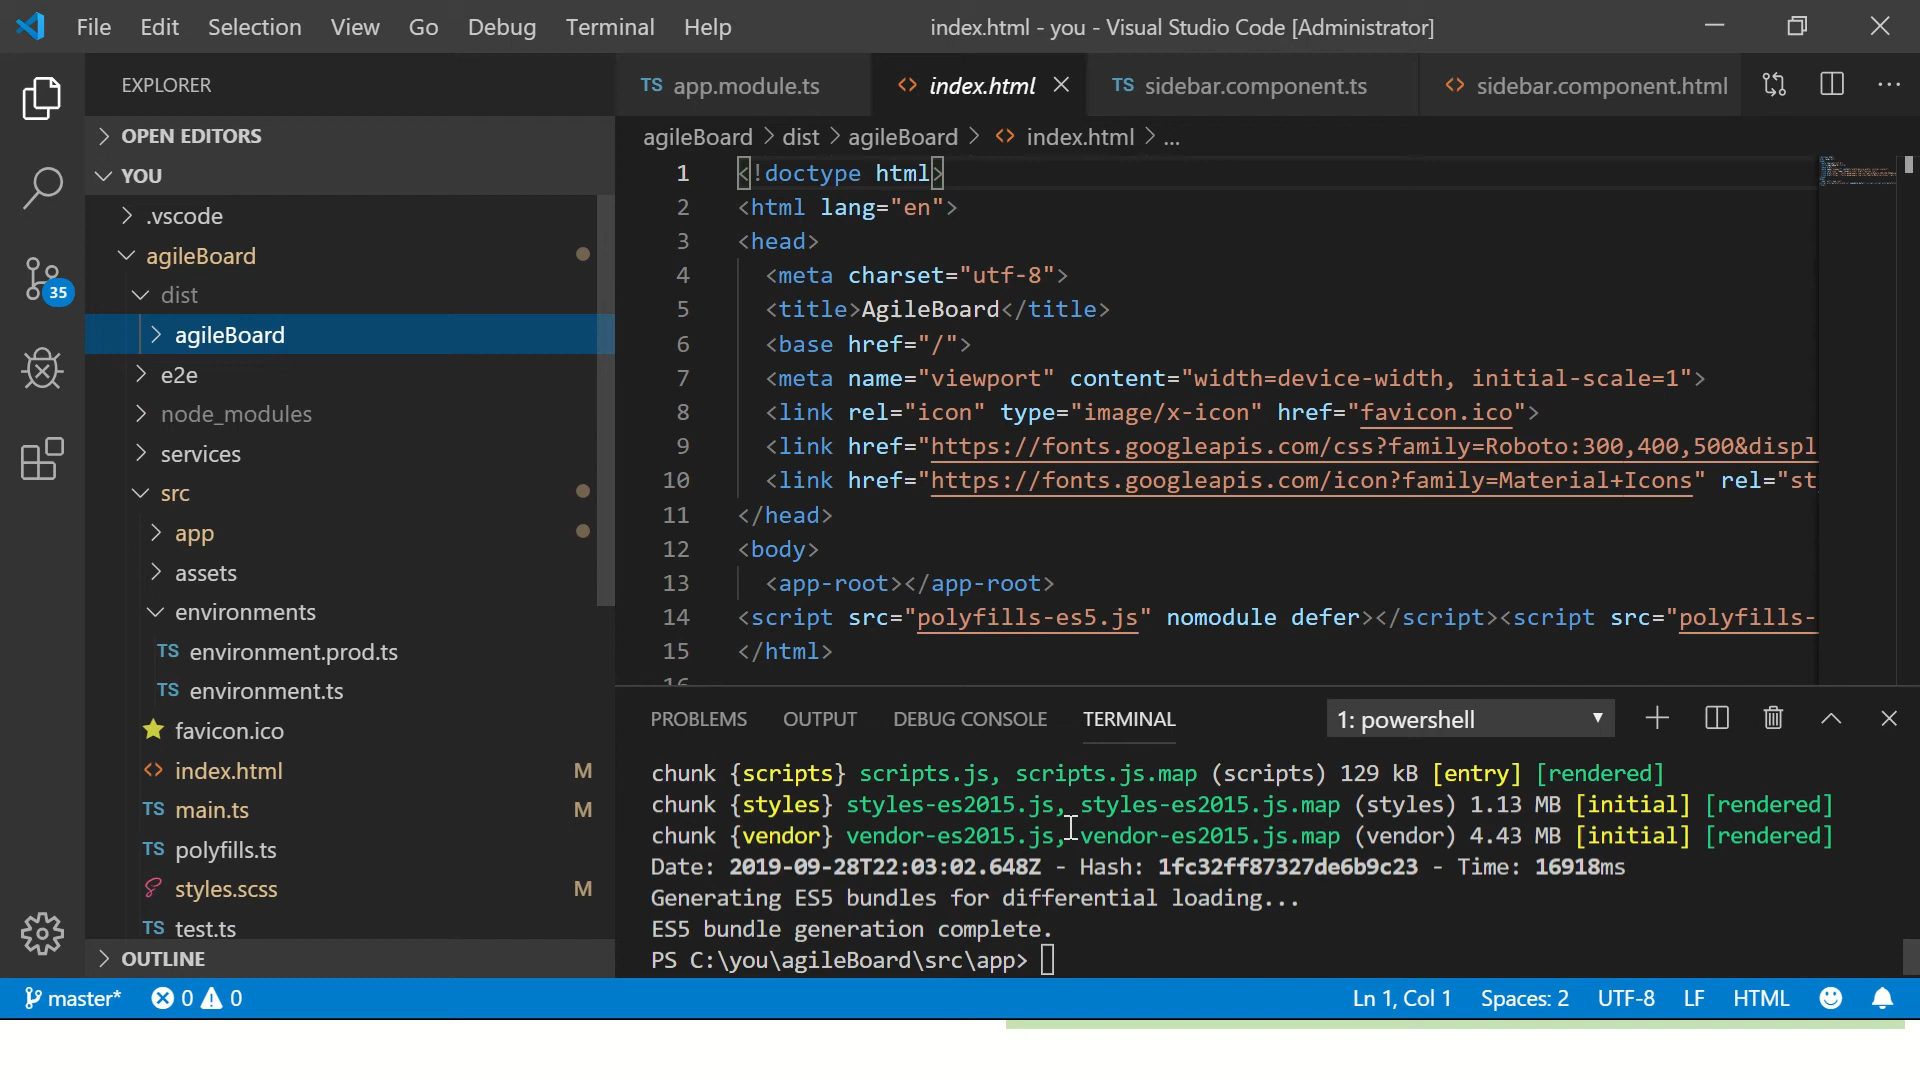 File Edit Selection View Go Debug Terminal Help index.html - you - Visual Studio Code [Administrator]
EXPLORER
OPEN EDITORS
YOU
.vscode
agileBoard
dist
agileBoard
e2e
node_modules
services
src
app
assets
environments
TS environment.prod.ts
TS environment.ts
favicon.ico
<> index.html M
TS main.ts M
TS polyfills.ts
styles.scss M
TS test.ts
OUTLINE
35
TS app.module.ts <> index.html TS sidebar.component.ts <> sidebar.component.html
agileBoard > dist > agileBoard > <> index.html > ...
1 <!doctype html>
2 <html lang="en">
3 <head>
4 <meta charset="utf-8">
5 <title>AgileBoard</title>
6 <base href="/">
7 <meta name="viewport" content="width=device-width, initial-scale=1">
8 <link rel="icon" type="image/x-icon" href="favicon.ico">
9 <link href="https://fonts.googleapis.com/css?family=Roboto:300,400,500&displ
10 <link href="https://fonts.googleapis.com/icon?family=Material+Icons" rel="st
11 </head>
12 <body>
13 <app-root></app-root>
14 <script src="polyfills-es5.js" nomodule defer></script><script src="polyfills-
15 </html>
16
PROBLEMS OUTPUT DEBUG CONSOLE TERMINAL 1: powershell
chunk {scripts} scripts.js, scripts.js.map (scripts) 129 kB [entry] [rendered]
chunk {styles} styles-es2015.js, styles-es2015.js.map (styles) 1.13 MB [initial] [rendered]
chunk {vendor} vendor-es2015.js, vendor-es2015.js.map (vendor) 4.43 MB [initial] [rendered]
Date: 2019-09-28T22:03:02.648Z - Hash: 1fc32ff87327de6b9c23 - Time: 16918ms
Generating ES5 bundles for differential loading...
ES5 bundle generation complete.
PS C:\you\agileBoard\src\app>
master* 0 0 Ln 1, Col 1 Spaces: 2 UTF-8 LF HTML